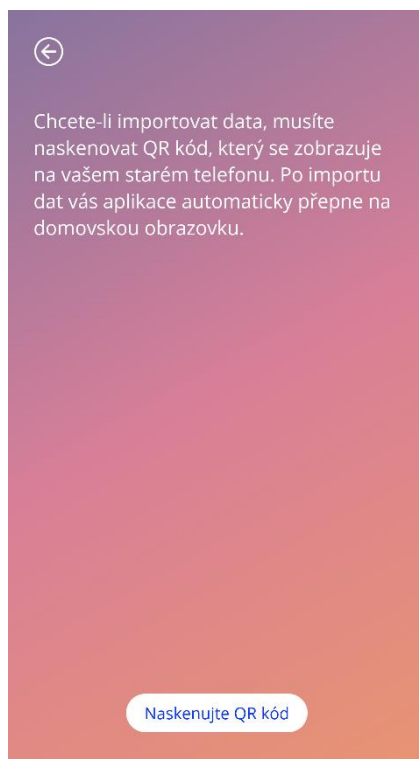 Chcete-li importovat data, musíte
naskenovat QR kód, který se zobrazuje
na vašem starém telefonu. Po importu
dat vás aplikace automaticky přepne na
domovskou obrazovku.
Naskenujte QR kód